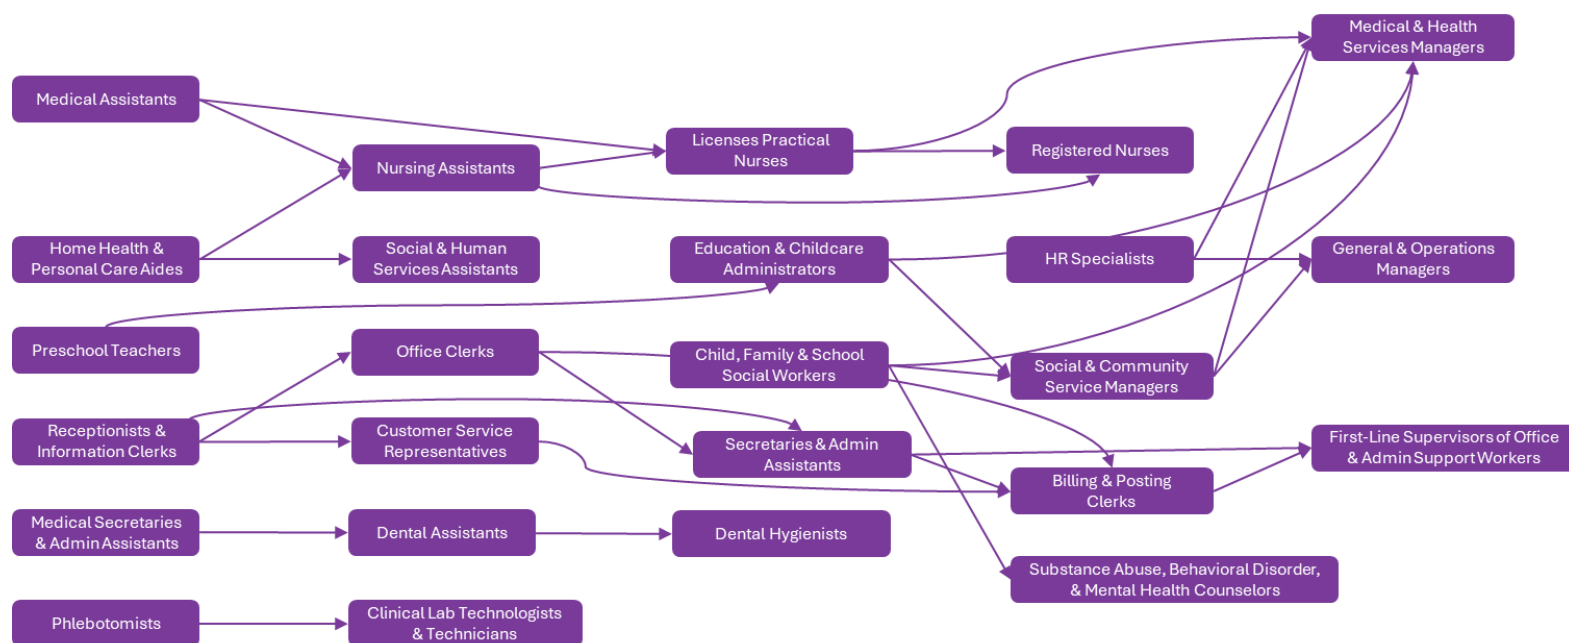 Medical & Health
Services Managers
Medical Assistants
Licenses Practical
Nurses
Registered Nurses
Nursing Assistants
Home Health &
Personal Care Aides
Social & Human
Services Assistants
Education & Childcare
Administrators
HR Specialists
General & Operations
Managers
Preschool Teachers
Office Clerks
Child, Family & School
Social Workers
Social & Community
Service Managers
Receptionists &
Information Clerks
Customer Service
Representatives
Secretaries & Admin
Assistants
First-Line Supervisors of Office
& Admin Support Workers
Billing & Posting
Clerks
Medical Secretaries
& Admin Assistants
Dental Assistants
Dental Hygienists
Substance Abuse, Behavioral Disorder,
& Mental Health Counselors
Phlebotomists
Clinical Lab Technologists
& Technicians